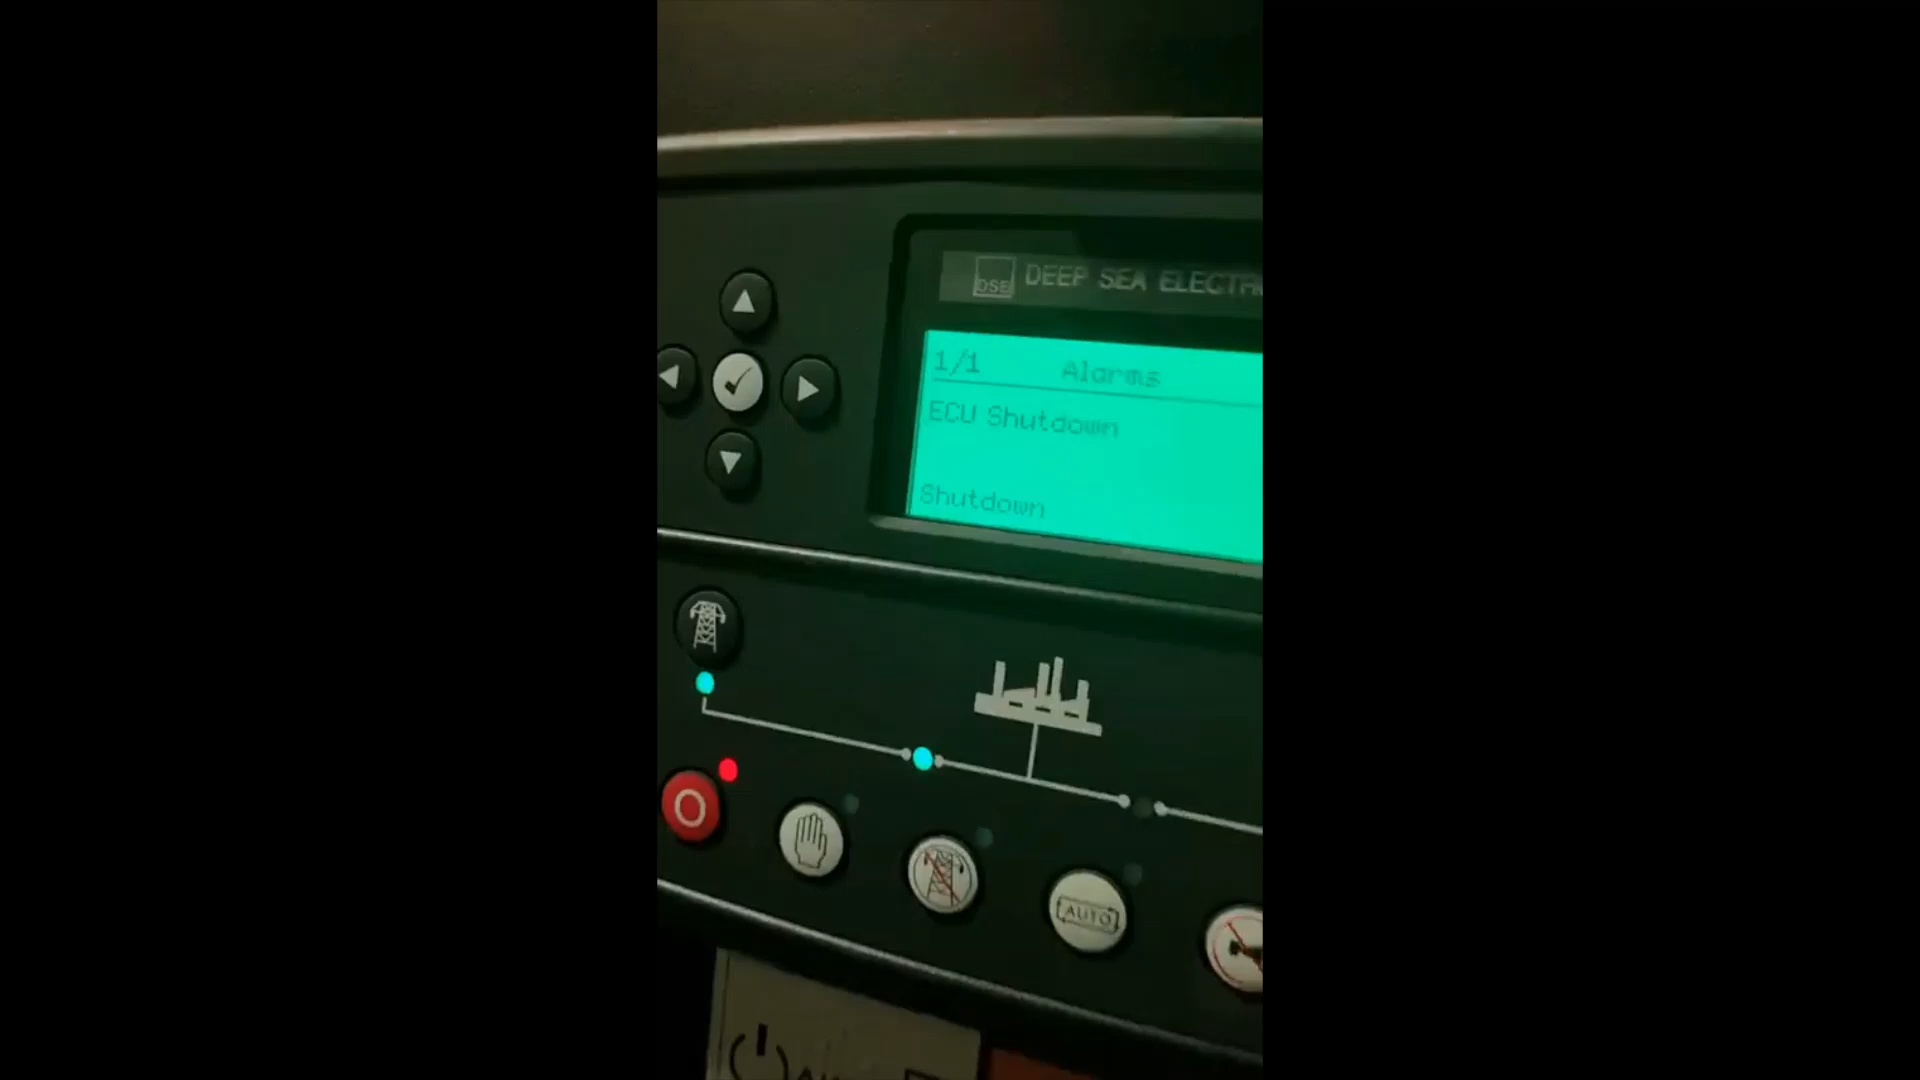 DSE DEEP SEA ELECTR
1/1 Alarms
ECU Shutdown
Shutdown
AUTO